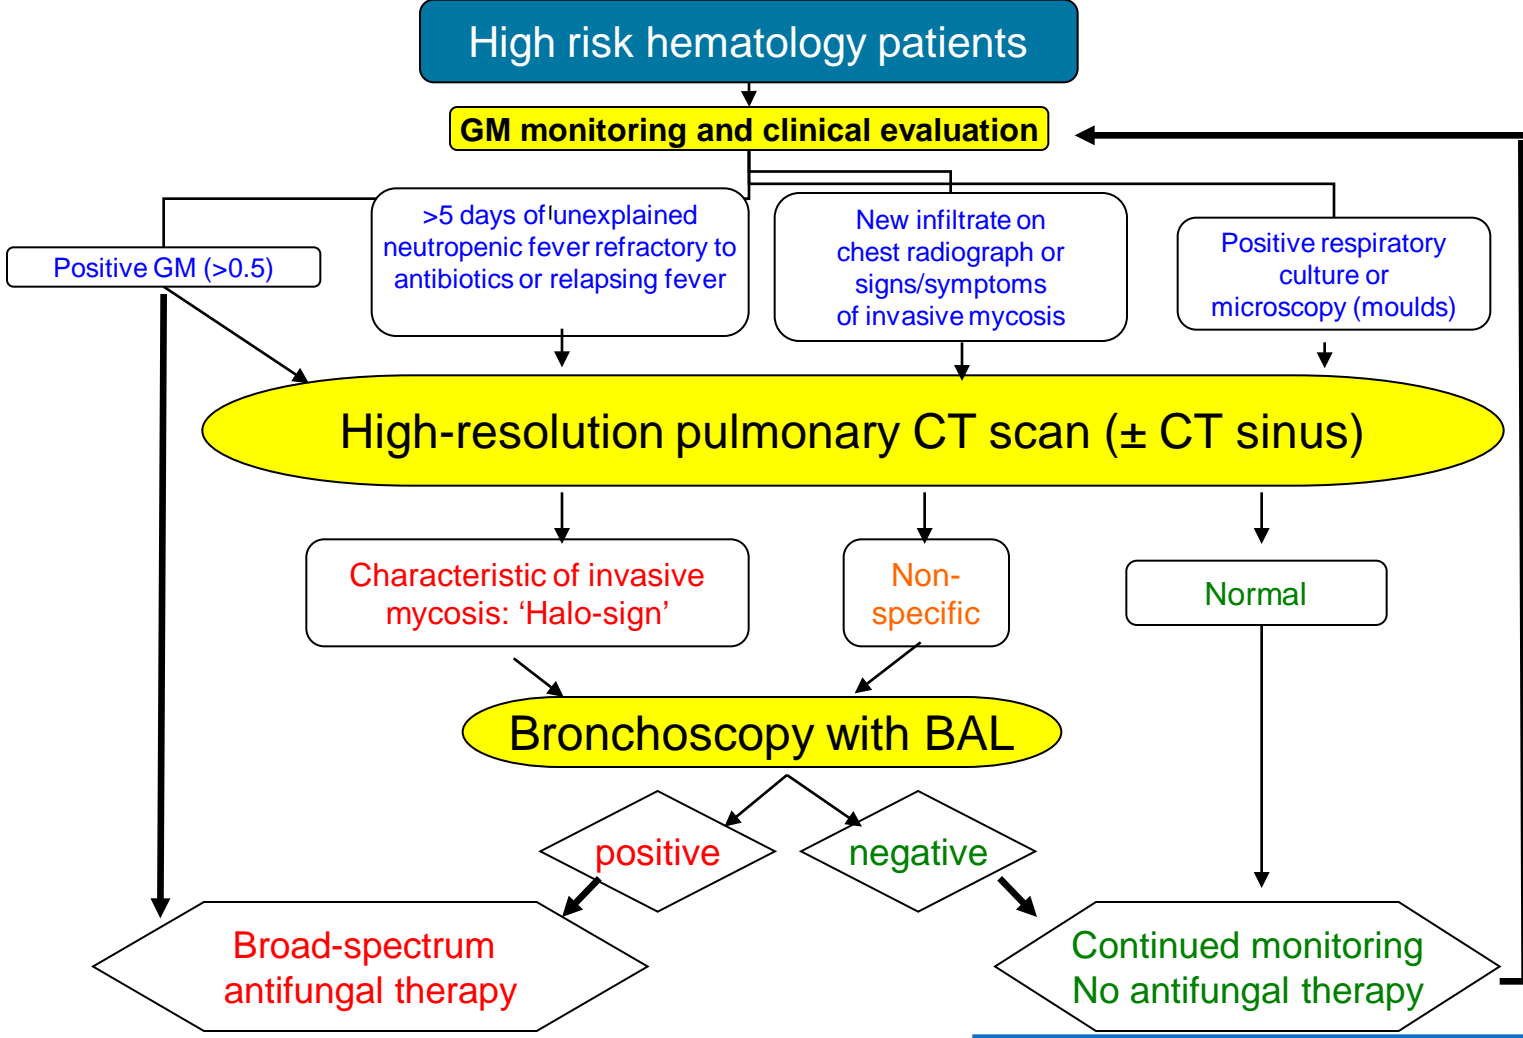 High risk hematology patients
GM monitoring and clinical evaluation
Positive GM (>0.5)
>5 days of unexplained
neutropenic fever refractory to
antibiotics or relapsing fever
New infiltrate on
chest radiograph or
signs/symptoms
of invasive mycosis
Positive respiratory
culture or
microscopy (moulds)
High-resolution pulmonary CT scan (± CT sinus)
Characteristic of invasive
mycosis: ‘Halo-sign’
Non-
specific
Normal
Bronchoscopy with BAL
positive
negative
Broad-spectrum
antifungal therapy
Continued monitoring
No antifungal therapy